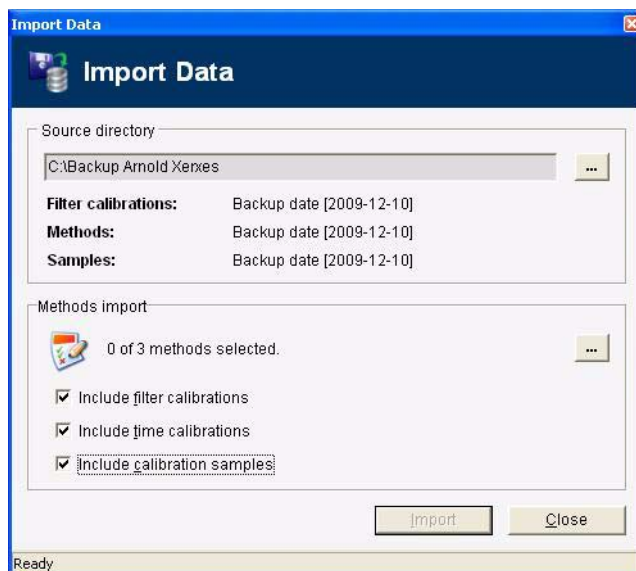 Import Data
Import Data
Source directory
C:\Backup Arnold Xerxes
...
Filter calibrations: Backup date [2009-12-10]
Methods: Backup date [2009-12-10]
Samples: Backup date [2009-12-10]
Methods import
0 of 3 methods selected.
...
Include filter calibrations
Include time calibrations
Include calibration samples
Import Close
Ready